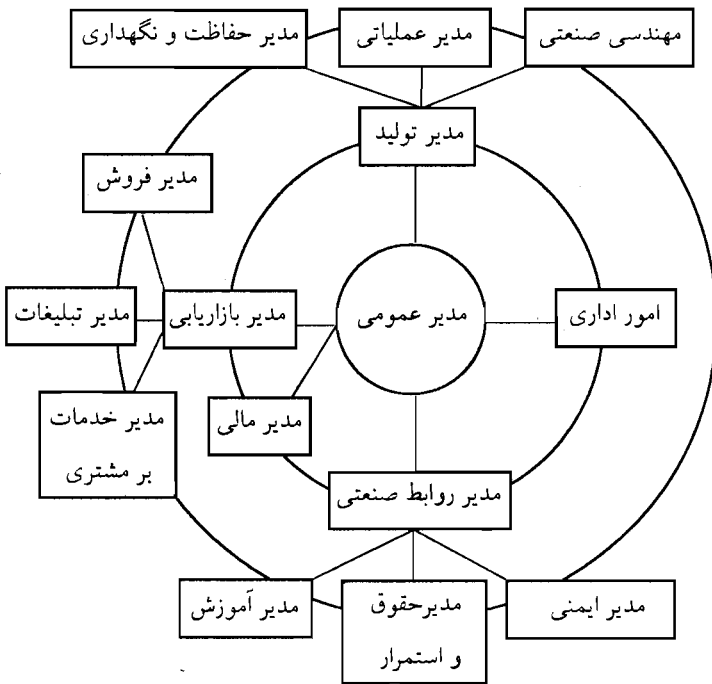 مهندسی صنعتی
مدیر عملیاتی
مدیر حفاظت و نگهداری
مدیر تولید
مدیر فروش
امور اداری
مدیر عمومی
مدیر بازاریابی
مدیر تبلیغات
مدیر مالی
مدیر خدمات
بر مشتری
مدیر روابط صنعتی
مدیر ایمنی
مدیرحقوق
و استمرار
مدیر آموزش